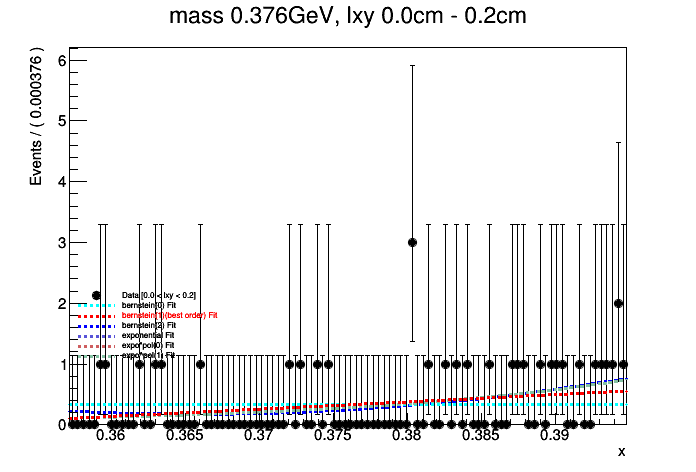 mass 0.376GeV, lxy 0.0cm - 0.2cm
Events / ( 0.000376 )
6
5
4
3
2
1
0
Data [0.0 < lxy < 0.2]
bernstein[0] Fit
bernstein[1](best order) Fit
bernstein[2] Fit
exponential Fit
expo*pol(0) Fit
expo*pol(1) Fit
0.36 0.365 0.37 0.375 0.38 0.385 0.39
x